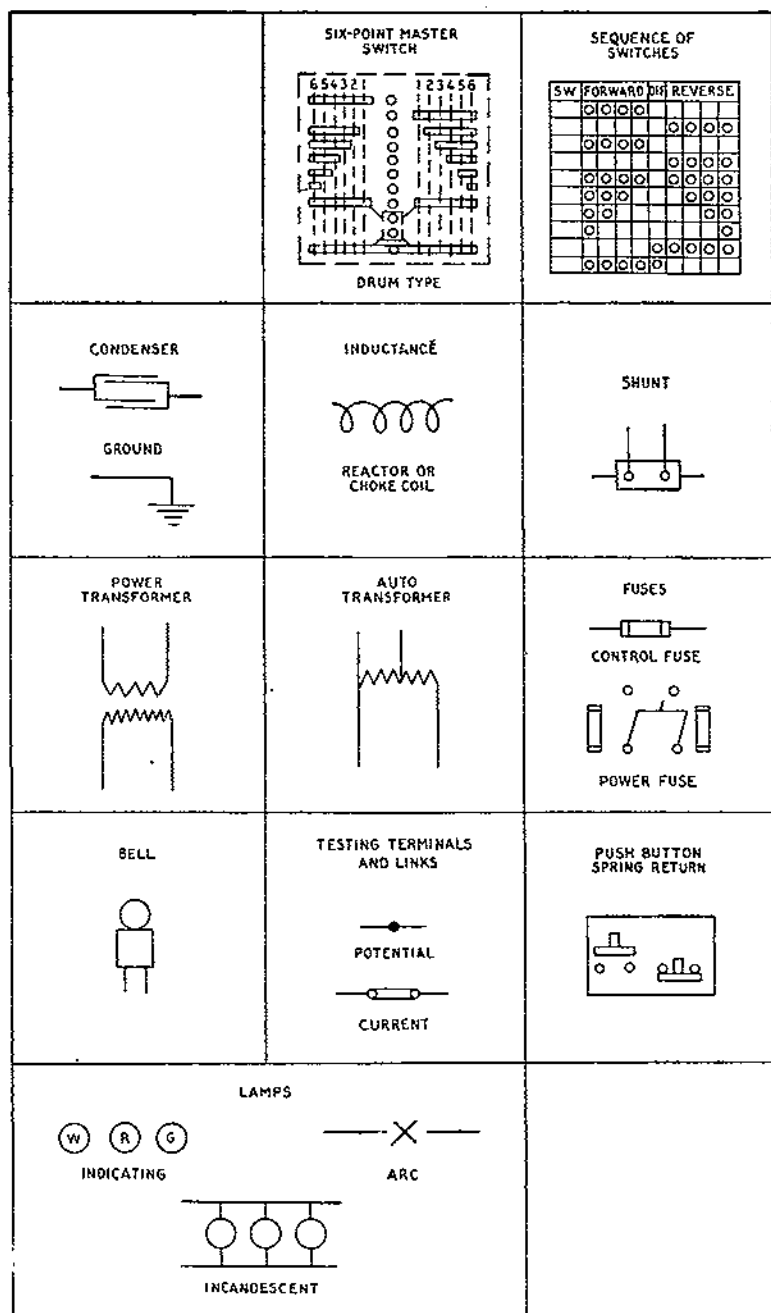 SIX-POINT MASTER
SWITCH
654321 123456
DRUM TYPE
SEQUENCE OF
SWITCHES
SW FORWARD OFF REVERSE
CONDENSER
GROUND
INDUCTANCE
REACTOR OR
CHOKE COIL
SHUNT
POWER
TRANSFORMER
AUTO
TRANSFORMER
FUSES
CONTROL FUSE
POWER FUSE
BELL
TESTING TERMINALS
AND LINKS
POTENTIAL
CURRENT
PUSH BUTTON
SPRING RETURN
LAMPS
W R G
INDICATING
ARC
INCANDESCENT